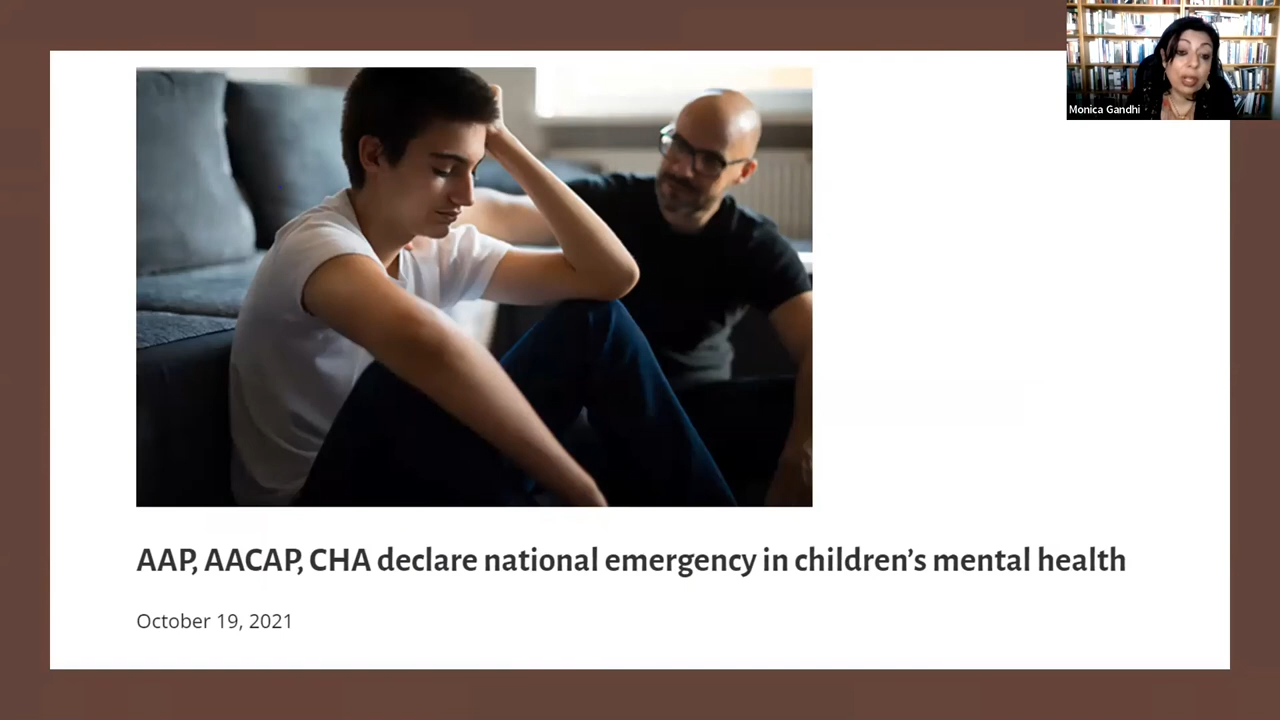 Monica Gandhi
AAP, AACAP, CHA declare national emergency in children’s mental health
October 19, 2021